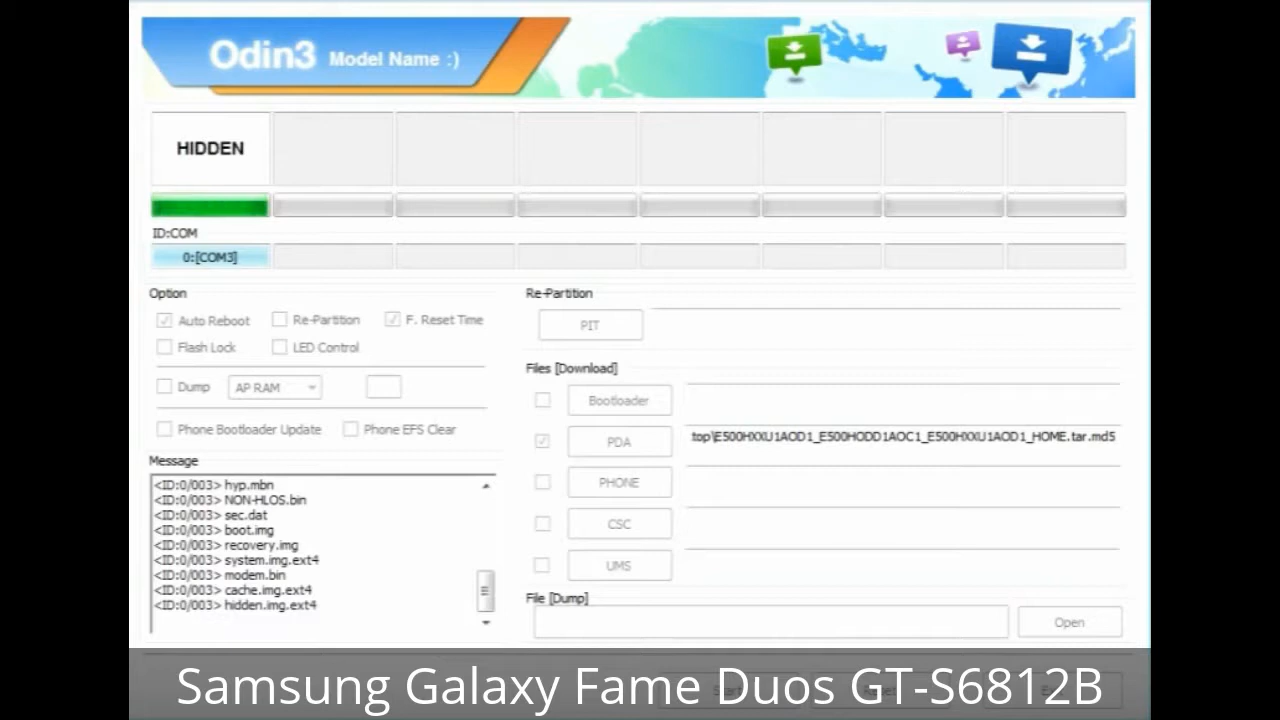 Odin3 Model Name :)
HIDDEN
ID:COM
0:[COM3]
Option
Auto Reboot Re-Partition F. Reset Time
Flash Lock LED Control
Dump AP RAM
Phone Bootloader Update Phone EFS Clear
Message
<ID:0/003> hyp.mbn
<ID:0/003> NON-HLOS.bin
<ID:0/003> sec.dat
<ID:0/003> boot.img
<ID:0/003> recovery.img
<ID:0/003> system.img.ext4
<ID:0/003> modem.bin
<ID:0/003> cache.img.ext4
<ID:0/003> hidden.img.ext4
Re-Partition
PIT
Files [Download]
Bootloader
PDA top\E500HXXU1AOD1_E500HODD1AOC1_E500HXXU1AOD1_HOME.tar.md5
PHONE
CSC
UMS
File [Dump]
Open
Samsung Galaxy Fame Duos GT-S6812B